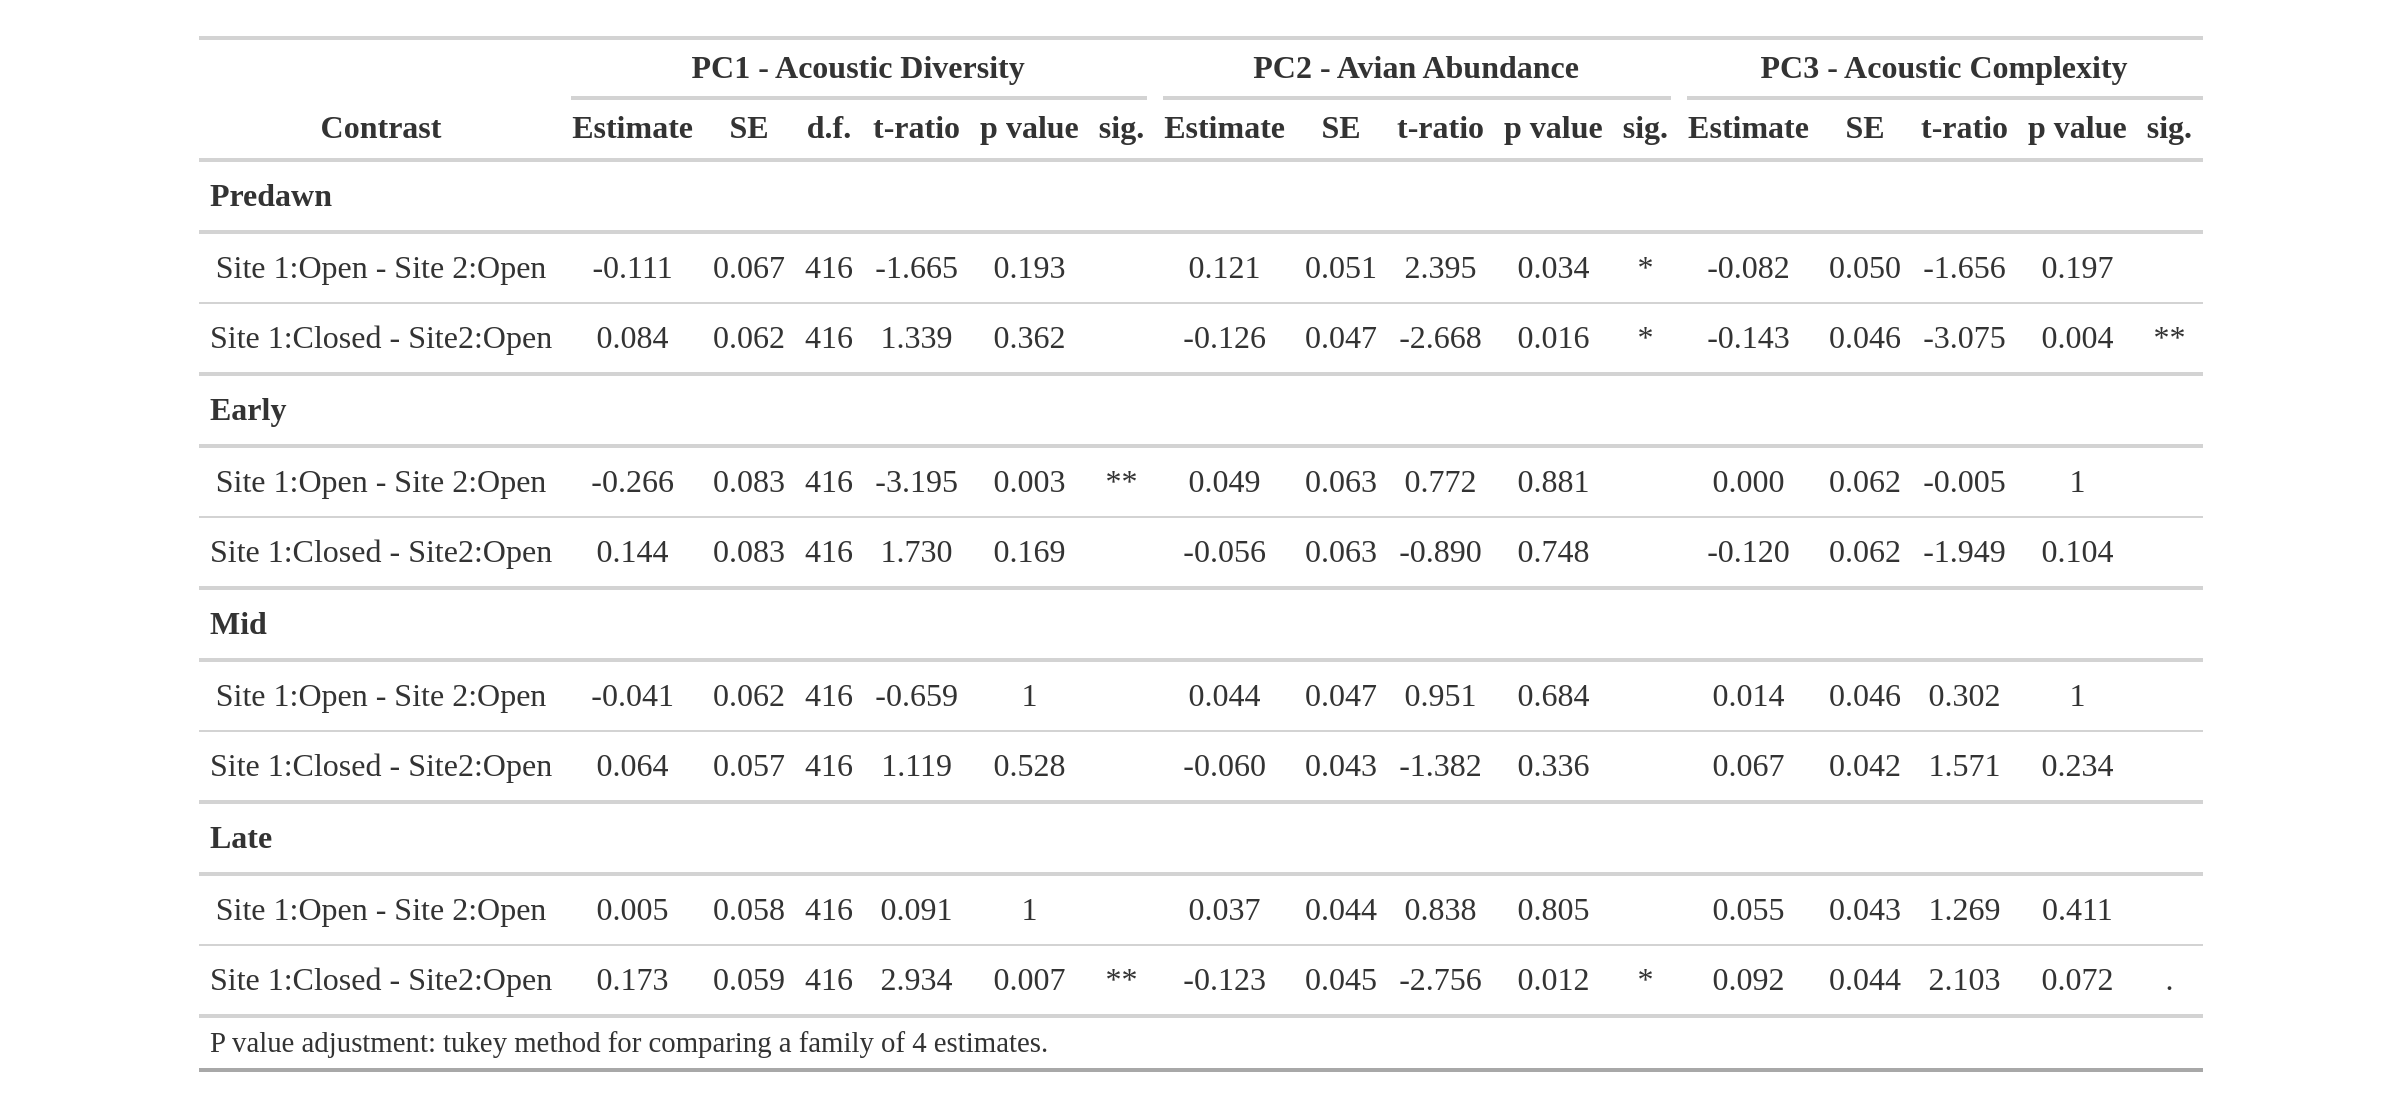 PC1 - Acoustic Diversity PC2 - Avian Abundance PC3 - Acoustic Complexity
Contrast Estimate SE d.f. t-ratio p value sig. Estimate SE t-ratio p value sig. Estimate SE t-ratio p value sig.
Predawn
Site 1:Open - Site 2:Open -0.111 0.067 416 -1.665 0.193 0.121 0.051 2.395 0.034 * -0.082 0.050 -1.656 0.197
Site 1:Closed - Site2:Open 0.084 0.062 416 1.339 0.362 -0.126 0.047 -2.668 0.016 * -0.143 0.046 -3.075 0.004 **
Early
Site 1:Open - Site 2:Open -0.266 0.083 416 -3.195 0.003 ** 0.049 0.063 0.772 0.881 0.000 0.062 -0.005 1
Site 1:Closed - Site2:Open 0.144 0.083 416 1.730 0.169 -0.056 0.063 -0.890 0.748 -0.120 0.062 -1.949 0.104
Mid
Site 1:Open - Site 2:Open -0.041 0.062 416 -0.659 1 0.044 0.047 0.951 0.684 0.014 0.046 0.302 1
Site 1:Closed - Site2:Open 0.064 0.057 416 1.119 0.528 -0.060 0.043 -1.382 0.336 0.067 0.042 1.571 0.234
Late
Site 1:Open - Site 2:Open 0.005 0.058 416 0.091 1 0.037 0.044 0.838 0.805 0.055 0.043 1.269 0.411
Site 1:Closed - Site2:Open 0.173 0.059 416 2.934 0.007 ** -0.123 0.045 -2.756 0.012 * 0.092 0.044 2.103 0.072 .
P value adjustment: tukey method for comparing a family of 4 estimates.